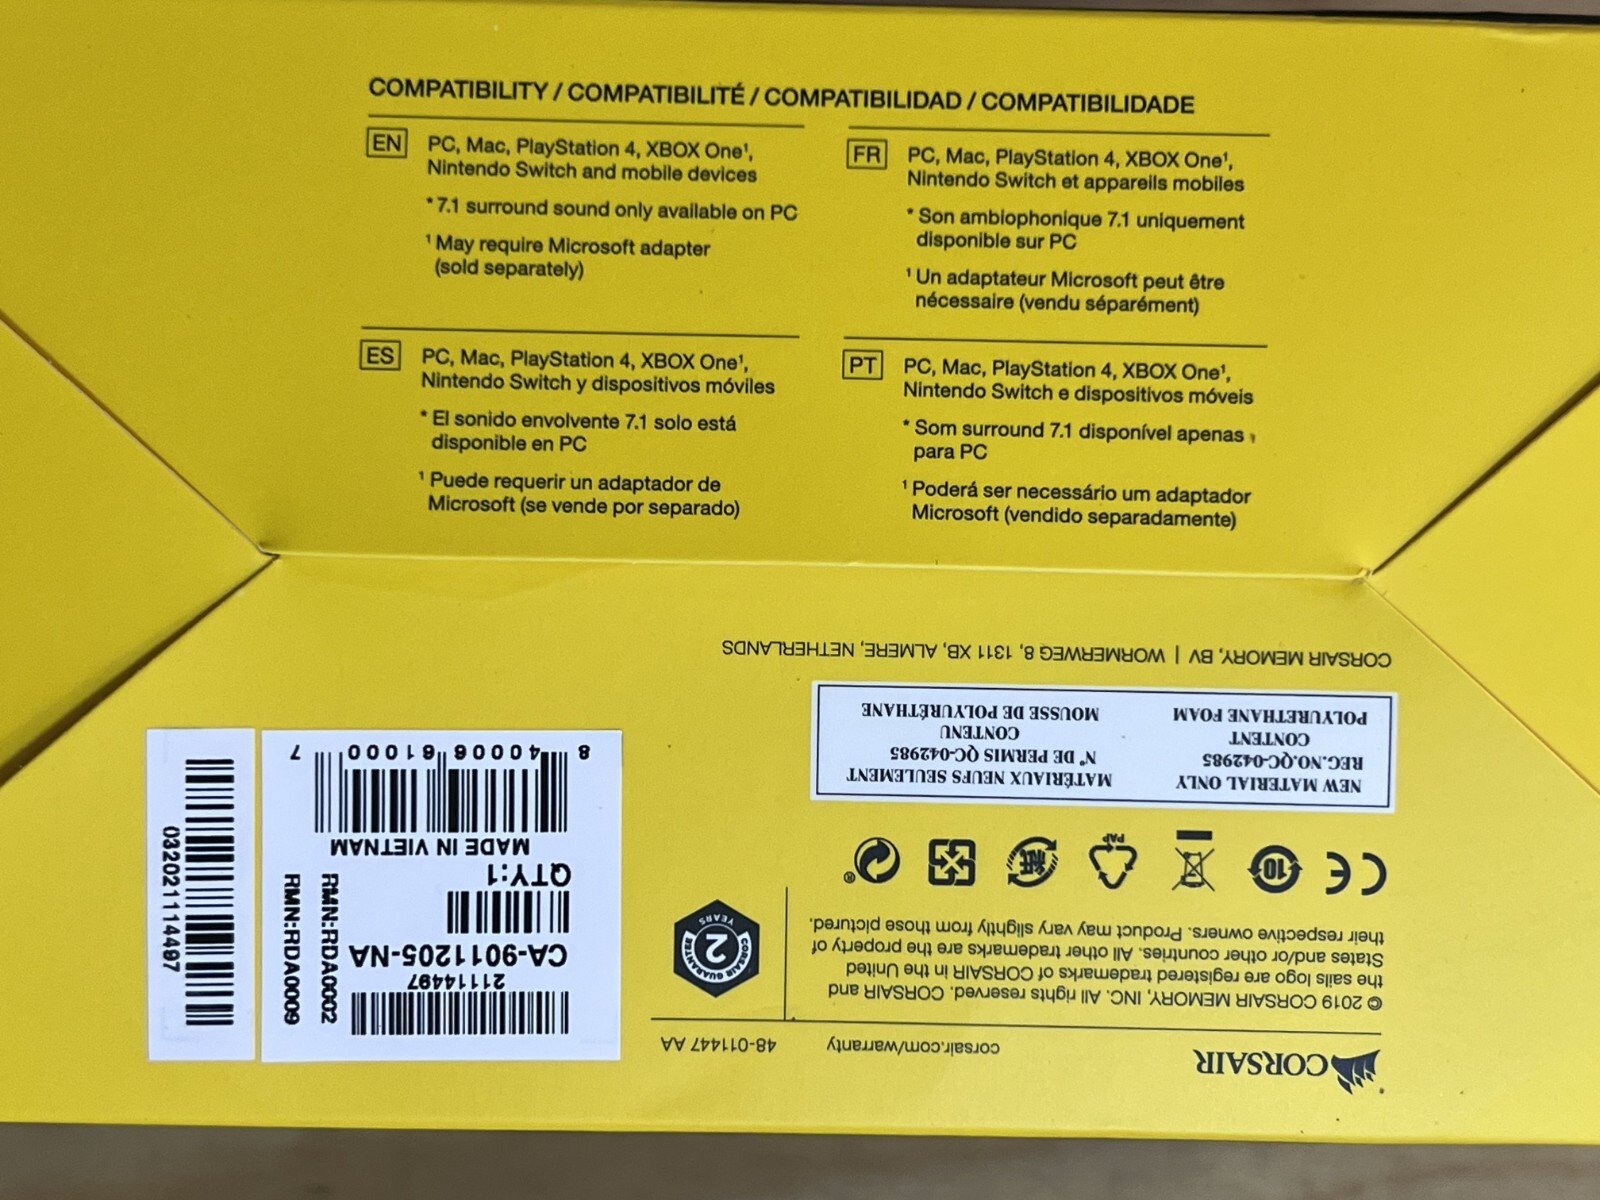 COMPATIBILITY / COMPATIBILITÉ / COMPATIBILIDAD / COMPATIBILIDADE
EN
PC, Mac, PlayStation 4, XBOX One¹,
Nintendo Switch and mobile devices
* 7.1 surround sound only available on PC
¹ May require Microsoft adapter
(sold separately)
FR
PC, Mac, PlayStation 4, XBOX One¹,
Nintendo Switch et appareils mobiles
* Son ambiophonique 7.1 uniquement
disponible sur PC
¹ Un adaptateur Microsoft peut être
nécessaire (vendu séparément)
ES
PC, Mac, PlayStation 4, XBOX One¹,
Nintendo Switch y dispositivos móviles
* El sonido envolvente 7.1 solo está
disponible en PC
¹ Puede requerir un adaptador de
Microsoft (se vende por separado)
PT
PC, Mac, PlayStation 4, XBOX One¹,
Nintendo Switch e dispositivos móveis
* Som surround 7.1 disponível apenas
para PC
¹ Poderá ser necessário um adaptador
Microsoft (vendido separadamente)
CORSAIR
corsair.com/warranty
48-011447 AA
© 2019 CORSAIR MEMORY, INC. All rights reserved. CORSAIR and
the sails logo are registered trademarks of CORSAIR in the United
States and/or other countries. All other trademarks are the property of
their respective owners. Product may vary slightly from those pictured.
CORSAIR GUARANTEE
2
YEARS
CE
10
PAP
紙
®
NEW MATERIAL ONLY
REG.NO.QC-042985
CONTENT
POLYURETHANE FOAM
MATÉRIAUX NEUFS SEULEMENT
N° DE PERMIS QC-042985
CONTENU
MOUSSE DE POLYURÉTHANE
CORSAIR MEMORY, BV | WORMERWEG 8, 1311 XB, ALMERE, NETHERLANDS
21114497
CA-9011205-NA
QTY:1
MADE IN VIETNAM
8 40006 61000 7
RMN:RDA0002
RMN:RDA0009
032021114497